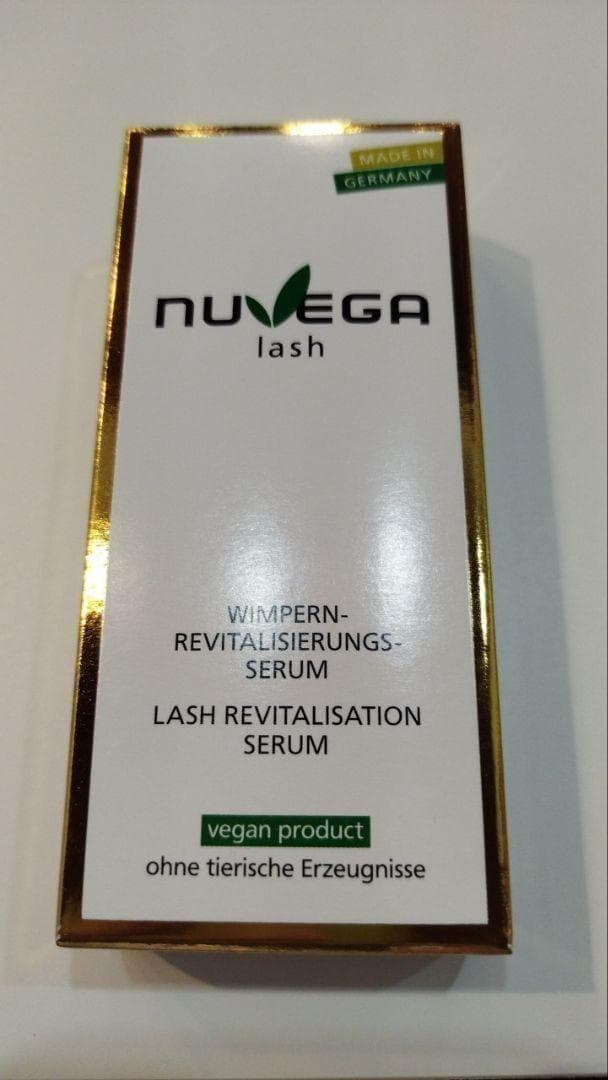 MADE IN
GERMANY
NUVEGA
lash
WIMPERN-
REVITALISIERUNGS-
SERUM
LASH REVITALISATION
SERUM
vegan product
ohne tierische Erzeugnisse